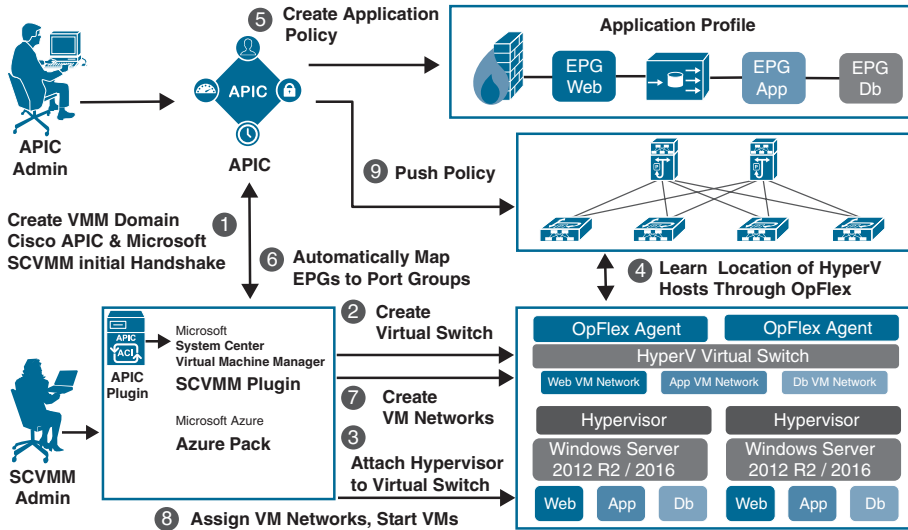 5 Create Application
Policy
Application Profile
EPG
Web
EPG
App
EPG
Db
APIC
APIC
Admin
APIC
9 Push Policy
Create VMM Domain
Cisco APIC & Microsoft
SCVMM initial Handshake
1
6 Automatically Map
EPGs to Port Groups
4 Learn Location of HyperV
Hosts Through OpFlex
APIC
ACI
APIC
Plugin
Microsoft
System Center
Virtual Machine Manager
SCVMM Plugin
Microsoft Azure
Azure Pack
2 Create
Virtual Switch
7 Create
VM Networks
3
Attach Hypervisor
to Virtual Switch
SCVMM
Admin
8 Assign VM Networks, Start VMs
OpFlex Agent
OpFlex Agent
HyperV Virtual Switch
Web VM Network
App VM Network
Db VM Network
Hypervisor
Hypervisor
Windows Server
2012 R2 / 2016
Windows Server
2012 R2 / 2016
Web
App
Db
Web
App
Db